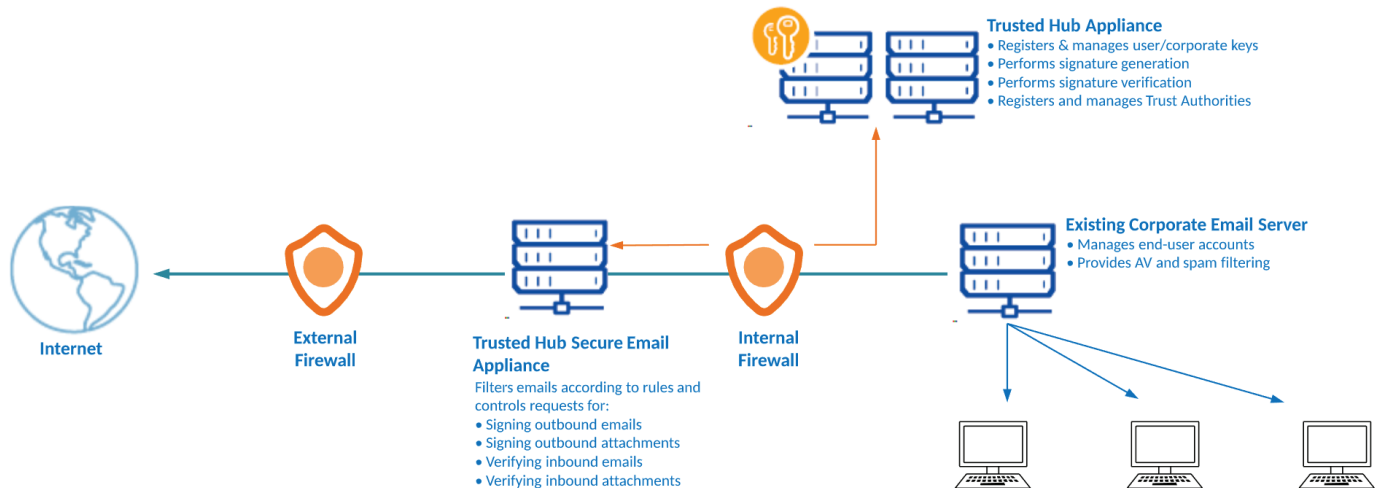 Trusted Hub Appliance
• Registers & manages user/corporate keys
• Performs signature generation
• Performs signature verification
• Registers and manages Trust Authorities
Existing Corporate Email Server
• Manages end-user accounts
• Provides AV and spam filtering
Internet
External
Firewall
Trusted Hub Secure Email
Appliance
Filters emails according to rules and
controls requests for:
• Signing outbound emails
• Signing outbound attachments
• Verifying inbound emails
• Verifying inbound attachments
Internal
Firewall